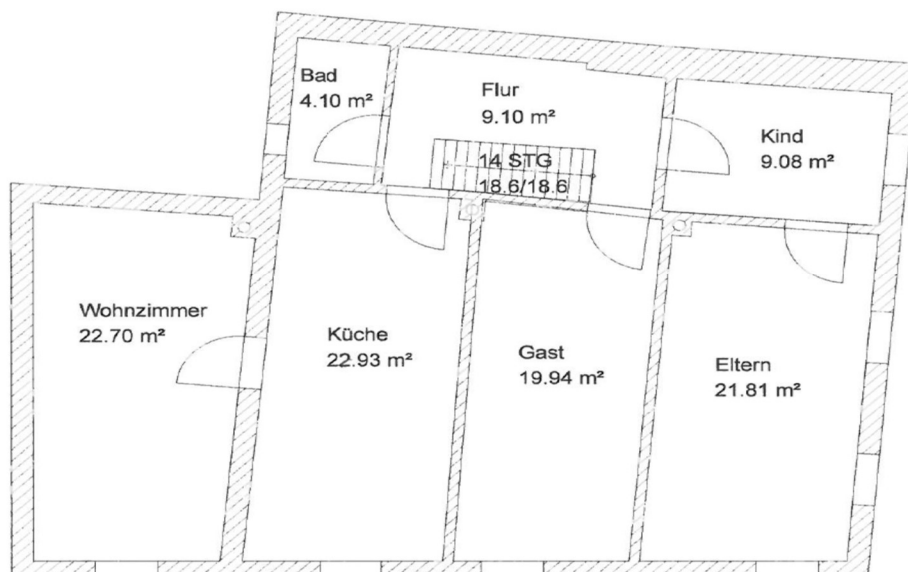 Bad
4.10 m²
Flur
9.10 m²
14 STG
18.6/18.6
Kind
9.08 m²
Wohnzimmer
22.70 m²
Küche
22.93 m²
Gast
19.94 m²
Eltern
21.81 m²